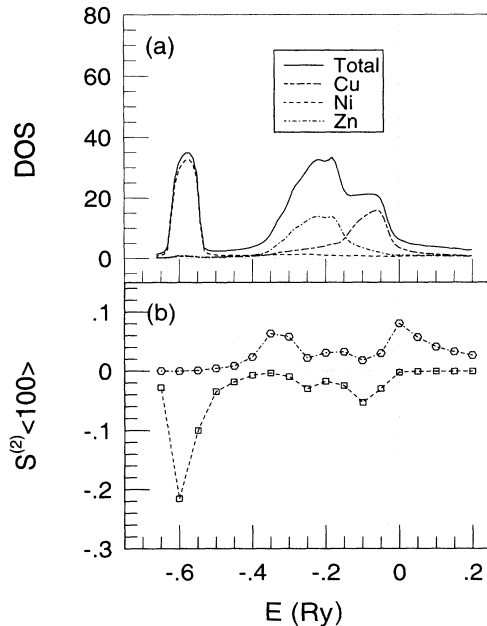 80
(a)
Total
Cu
Ni
Zn
60
40
20
0
DOS
(b)
.1
0
-.1
-.2
-.3
S(2)<100>
-.6 -.4 -.2 0 .2
E (Ry)